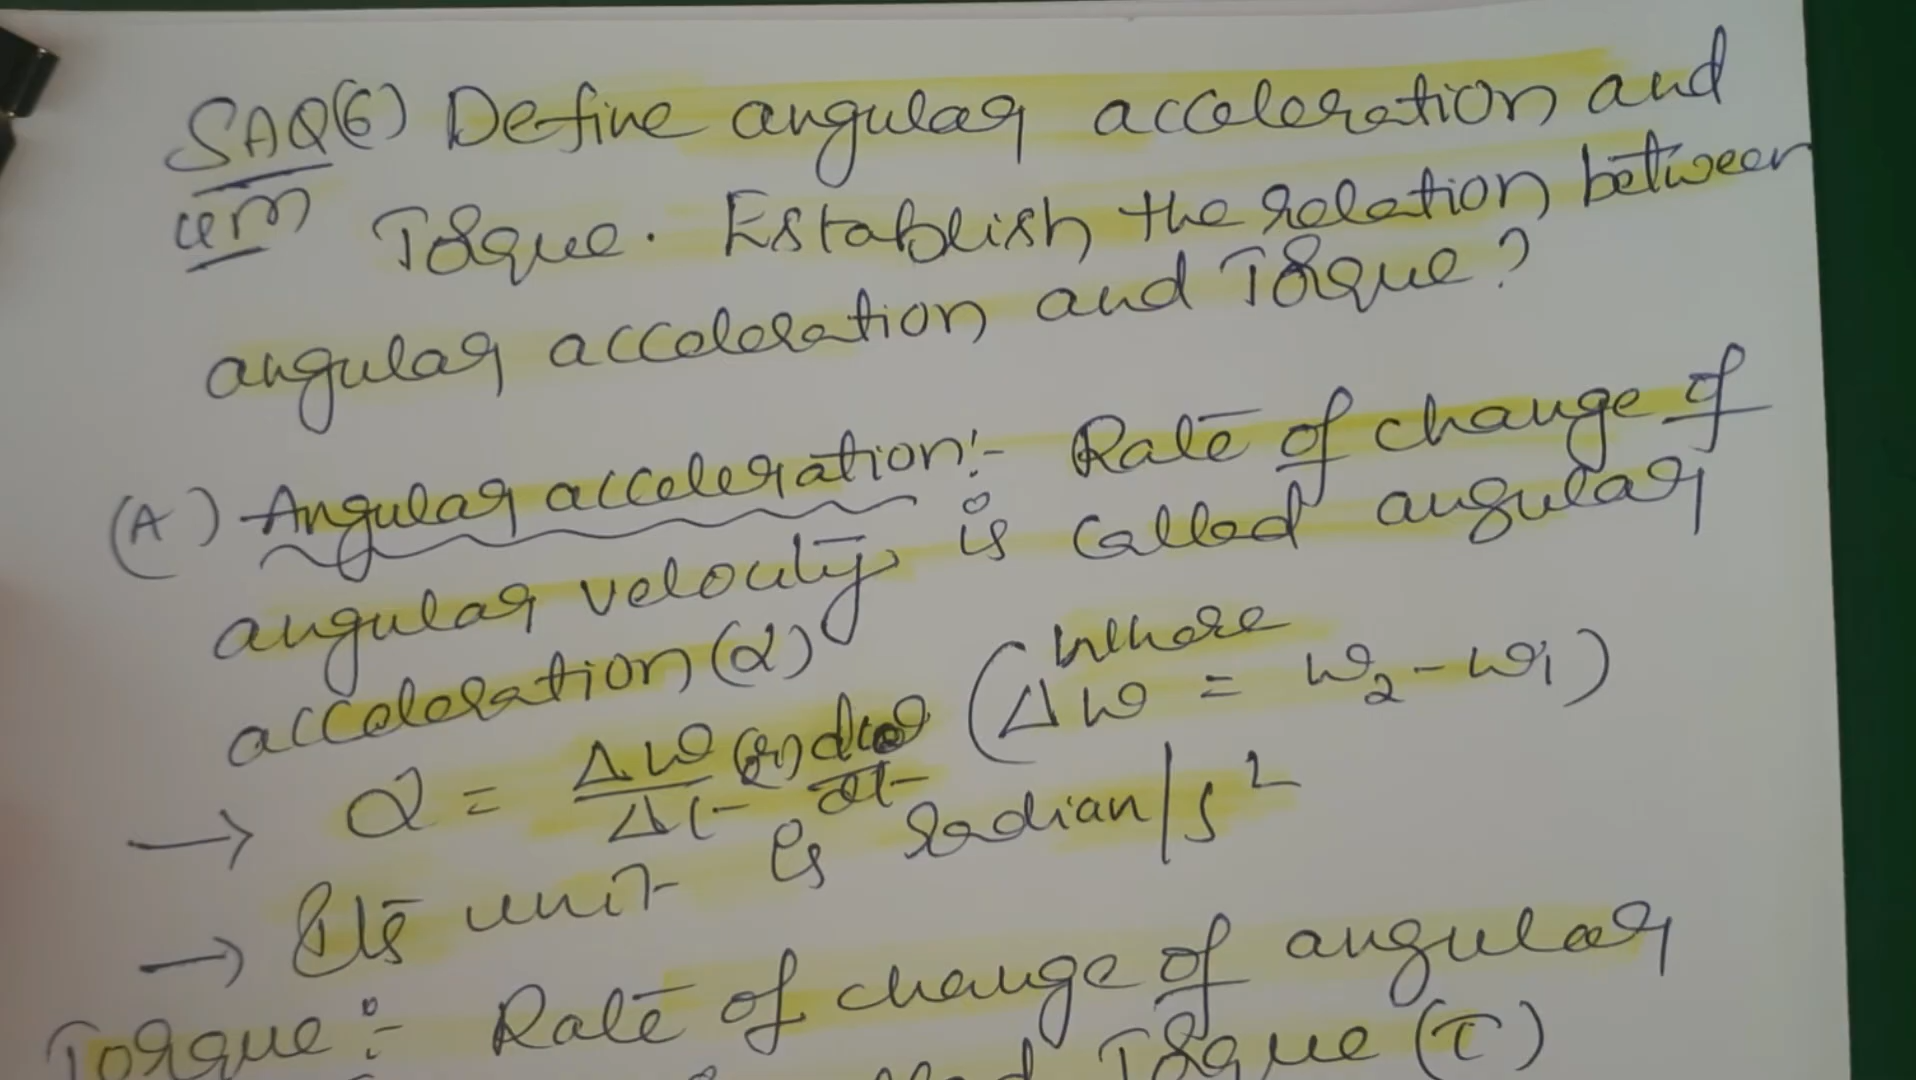 SAQ(6) Define angular acceleration and
4m Torque. Establish the relation between
angular acceleration and Torque?
(A) Angular acceleration:- Rate of change of
angular velocity is called angular
acceleration (α)
→ α = Δω/Δt (or) dω/dt (Where Δω = ω₂ - ω₁)
→ Its unit is radian/s²
Torque:- Rate of change of angular
Torque (τ)